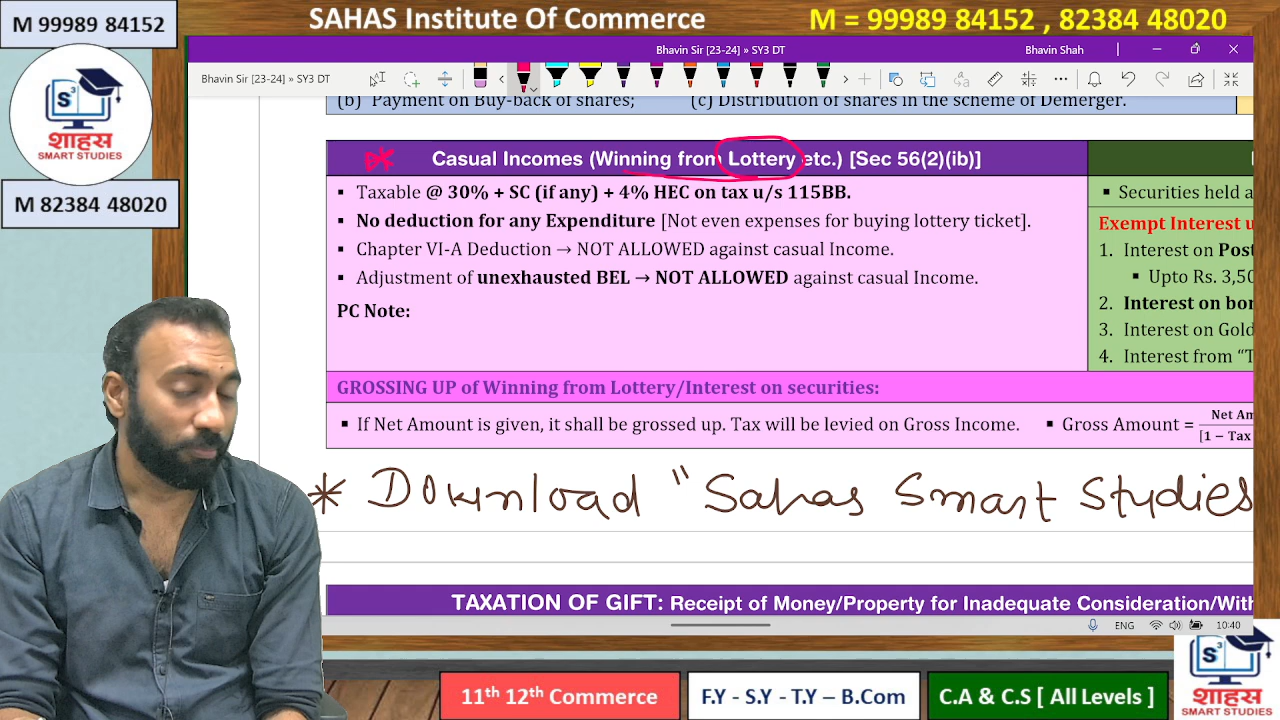 M 99989 84152
SAHAS Institute Of Commerce
M = 99989 84152 , 82384 48020
S³
शाहस
SMART STUDIES
M 82384 48020
Bhavin Sir [23-24] » SY3 DT
Bhavin Shah
Bhavin Sir [23-24] » SY3 DT
(b) Payment on Buy-back of shares; (c) Distribution of shares in the scheme of Demerger.
Casual Incomes (Winning from Lottery etc.) [Sec 56(2)(ib)]
▪ Taxable @ 30% + SC (if any) + 4% HEC on tax u/s 115BB.
▪ No deduction for any Expenditure [Not even expenses for buying lottery ticket].
▪ Chapter VI-A Deduction → NOT ALLOWED against casual Income.
▪ Adjustment of unexhausted BEL → NOT ALLOWED against casual Income.
PC Note:
▪ Securities held a
Exempt Interest u
1. Interest on Post
▪ Upto Rs. 3,50
2. Interest on bon
3. Interest on Gold
4. Interest from “T
GROSSING UP of Winning from Lottery/Interest on securities:
▪ If Net Amount is given, it shall be grossed up. Tax will be levied on Gross Income. ▪ Gross Amount =
Net Am
[1 − Tax
* Download "Sahas Smart Studies
TAXATION OF GIFT: Receipt of Money/Property for Inadequate Consideration/With
ENG
10:40
11th 12th Commerce
F.Y - S.Y - T.Y – B.Com
C.A & C.S [ All Levels ]
S³
शाहस
SMART STUDIES